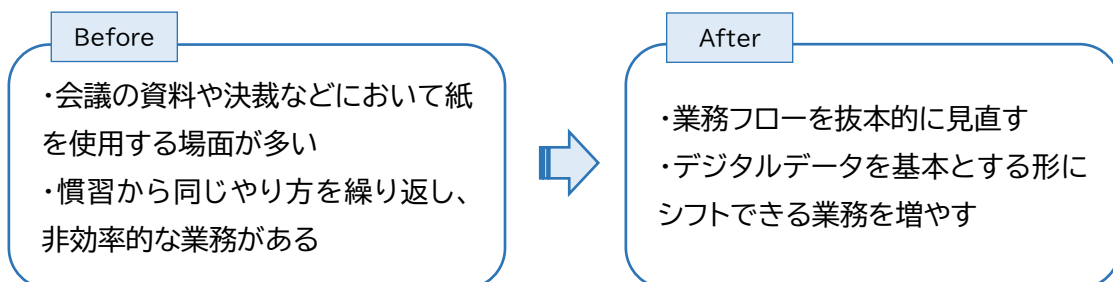 Before
・会議の資料や決裁などにおいて紙
を使用する場面が多い
・慣習から同じやり方を繰り返し、
非効率的な業務がある
After
・業務フローを抜本的に見直す
・デジタルデータを基本とする形に
シフトできる業務を増やす